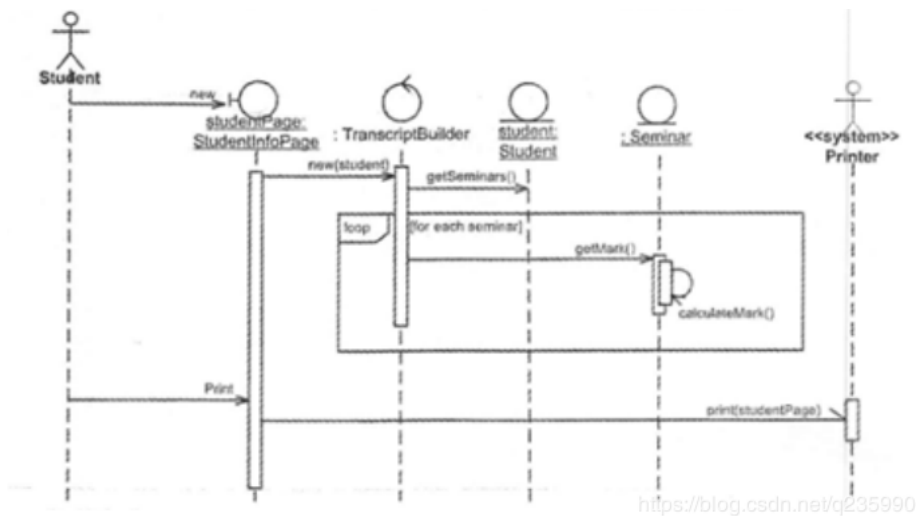 Student
new
studentPage:
StudentInfoPage
: TranscriptBuilder
student:
Student
: Seminar
<<system>>
Printer
new(student)
getSeminars()
loop
[for each seminar]
getMark()
calculateMark()
Print
print(studentPage)
https://blog.csdn.net/q235990